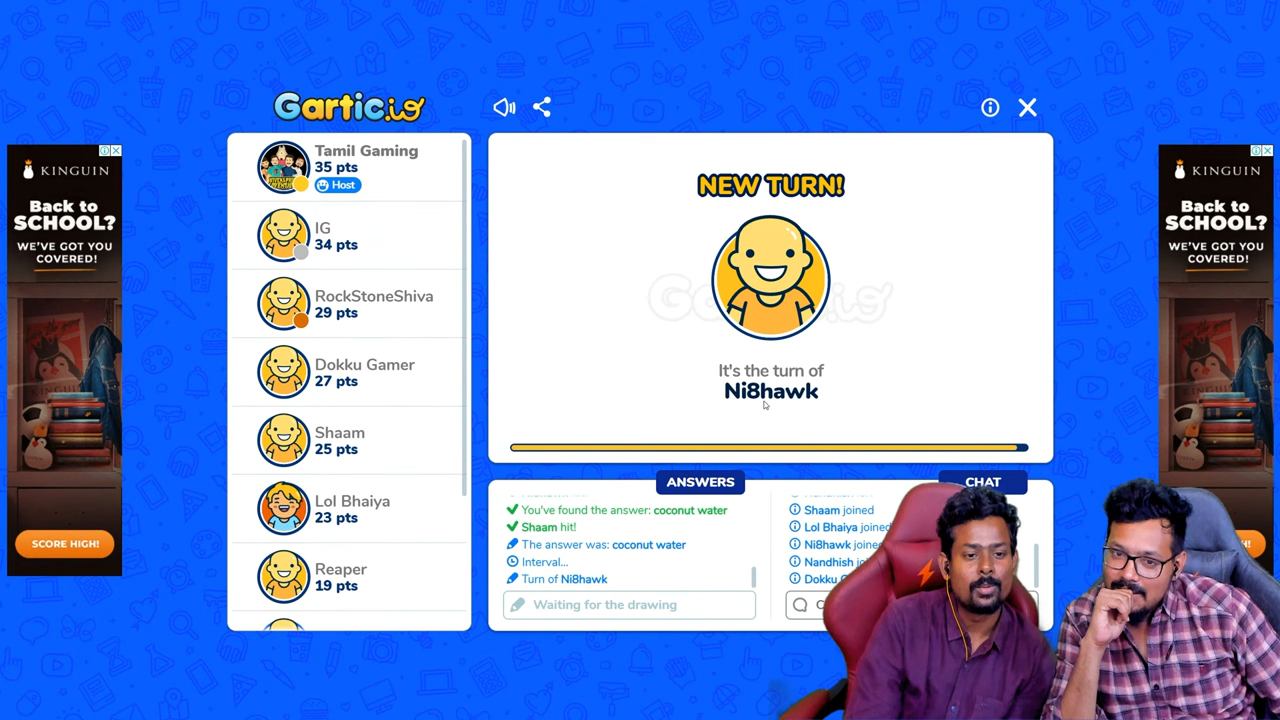 Gartic.io
Tamil Gaming
35 pts
Host
IG
34 pts
RockStoneShiva
29 pts
Dokku Gamer
27 pts
Shaam
25 pts
Lol Bhaiya
23 pts
Reaper
19 pts
NEW TURN!
It's the turn of
Ni8hawk
ANSWERS
You've found the answer: coconut water
Shaam hit!
The answer was: coconut water
Interval...
Turn of Ni8hawk
Waiting for the drawing
CHAT
Shaam joined
Lol Bhaiya joined
Ni8hawk joine
Nandhish
Dokku
KINGUIN
Back to
SCHOOL?
WE'VE GOT YOU
COVERED!
SCORE HIGH!
KINGUIN
Back to
SCHOOL?
WE'VE GOT YOU
COVERED!